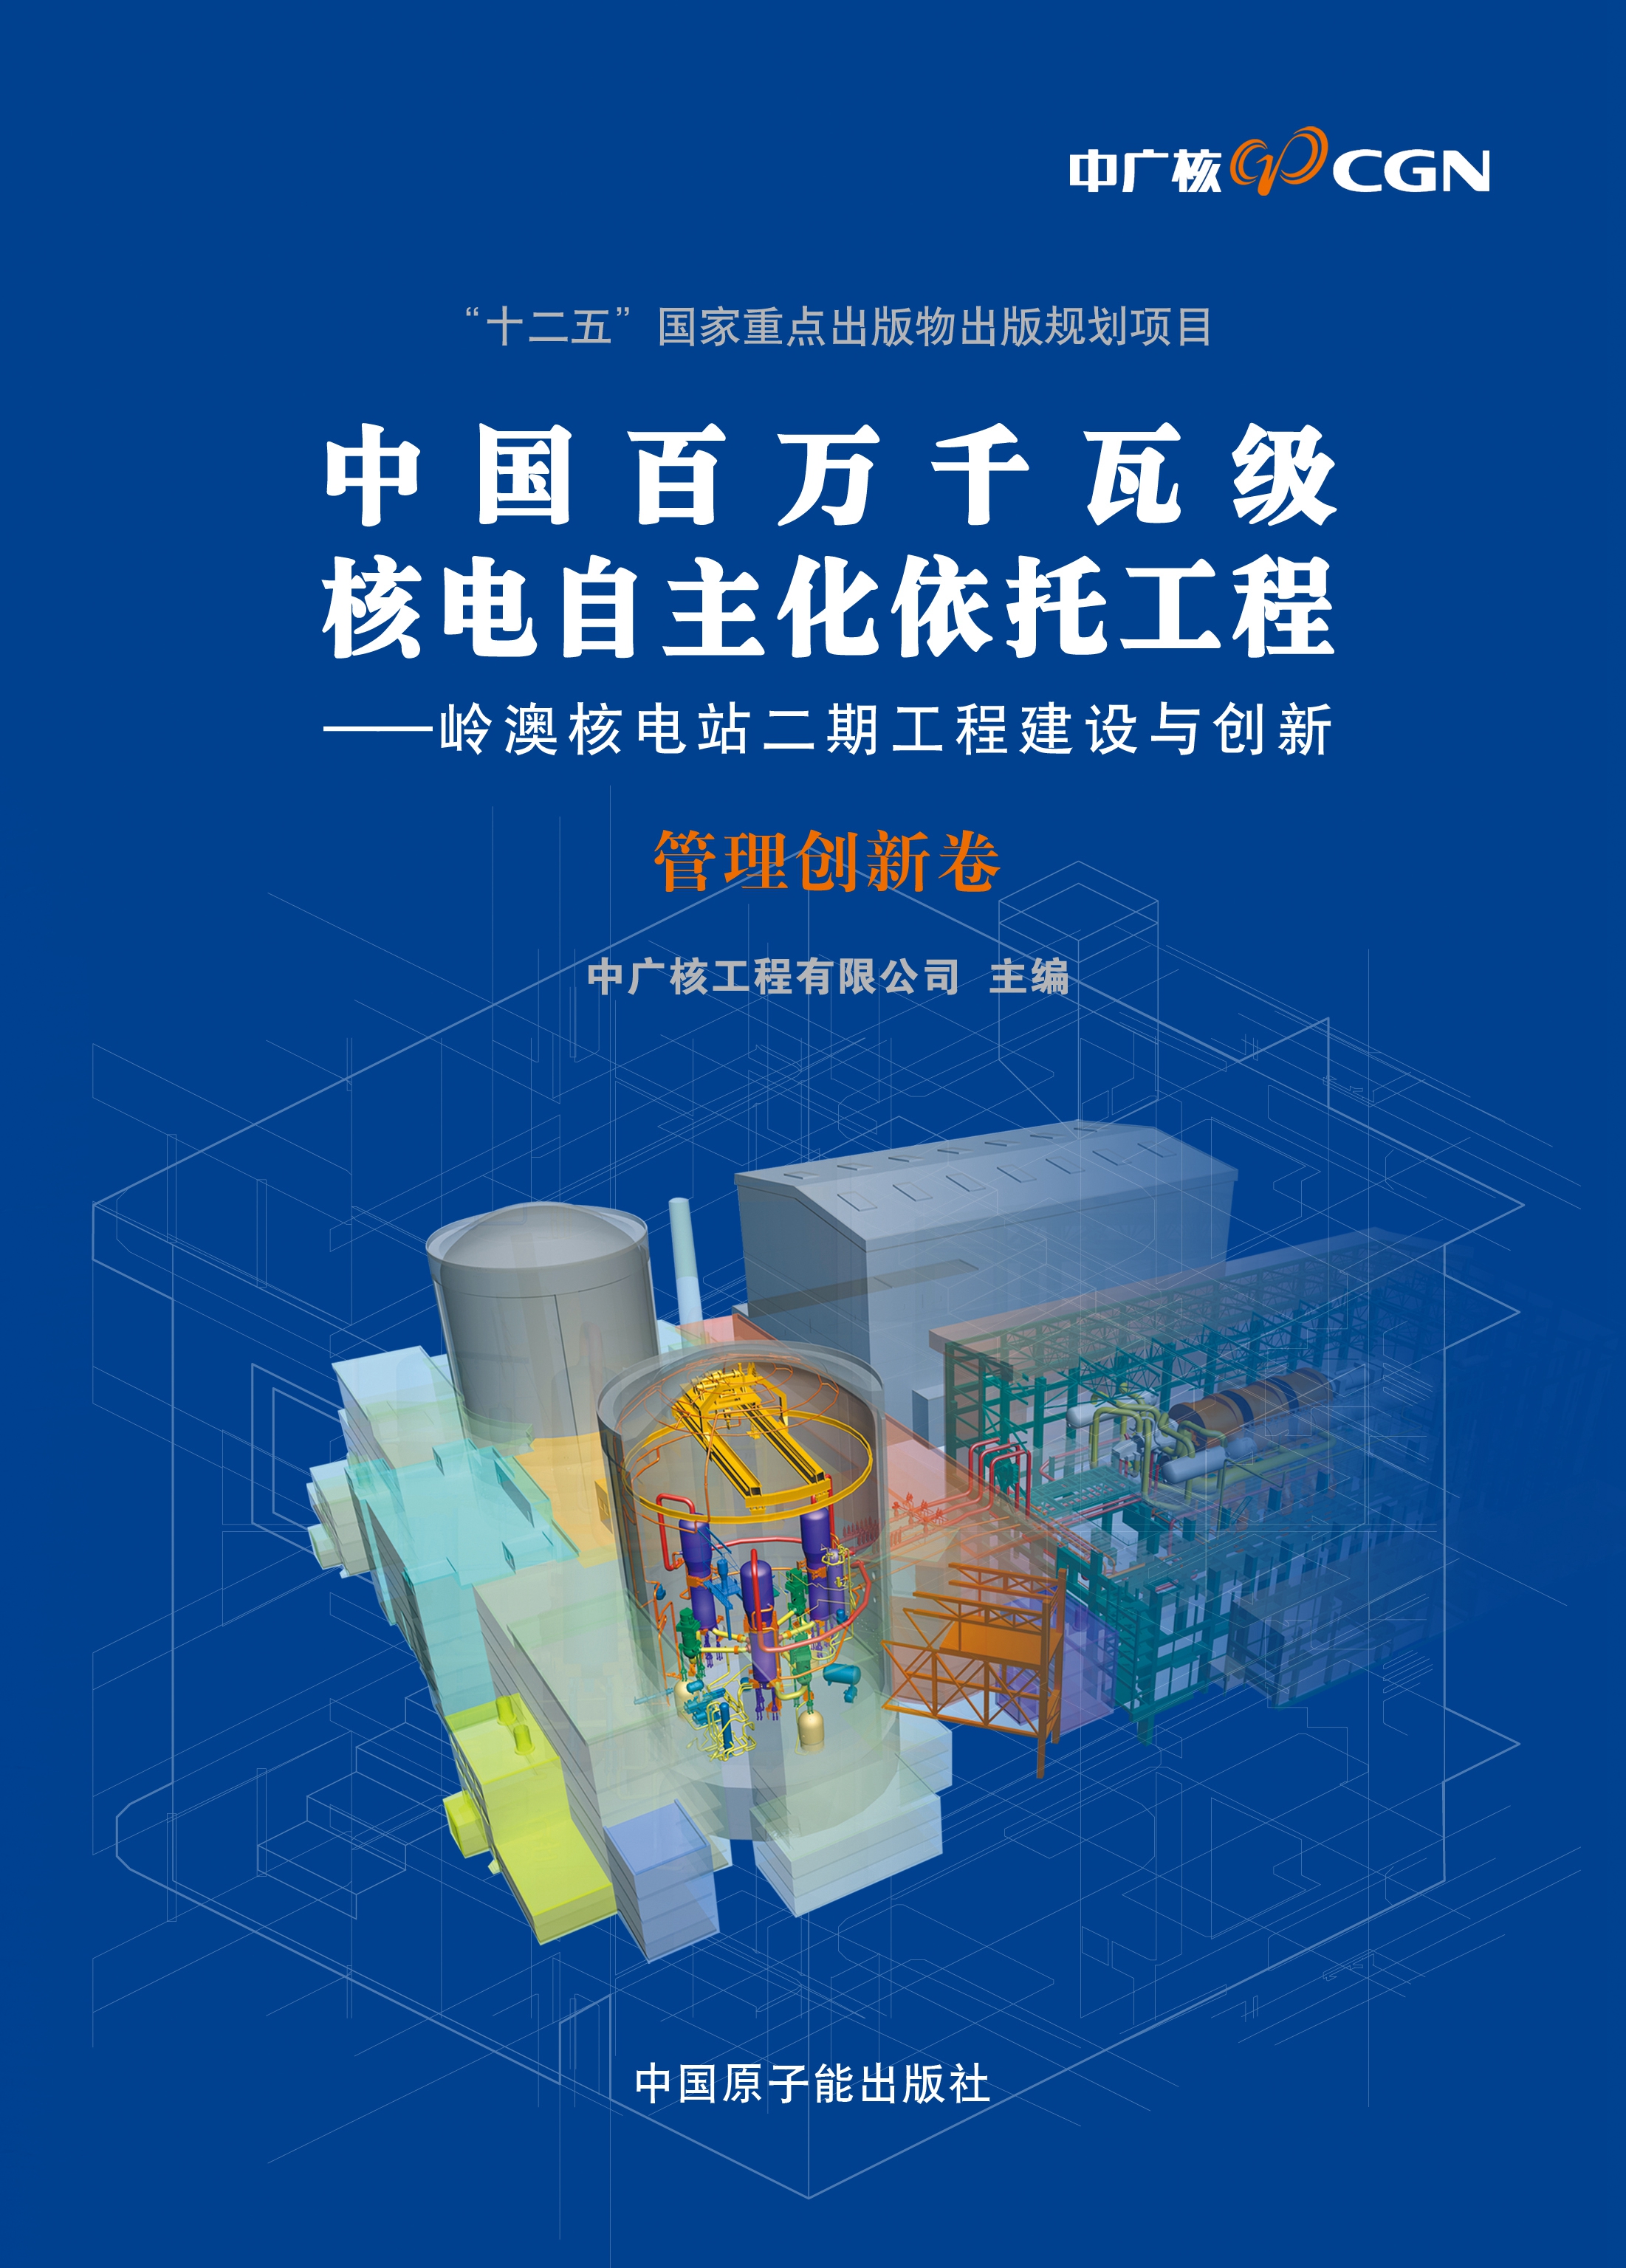 中广核 CGN
“十二五”国家重点出版物出版规划项目
中国百万千瓦级
核电自主化依托工程
——岭澳核电站二期工程建设与创新
管理创新卷
中广核工程有限公司 主编
中国原子能出版社